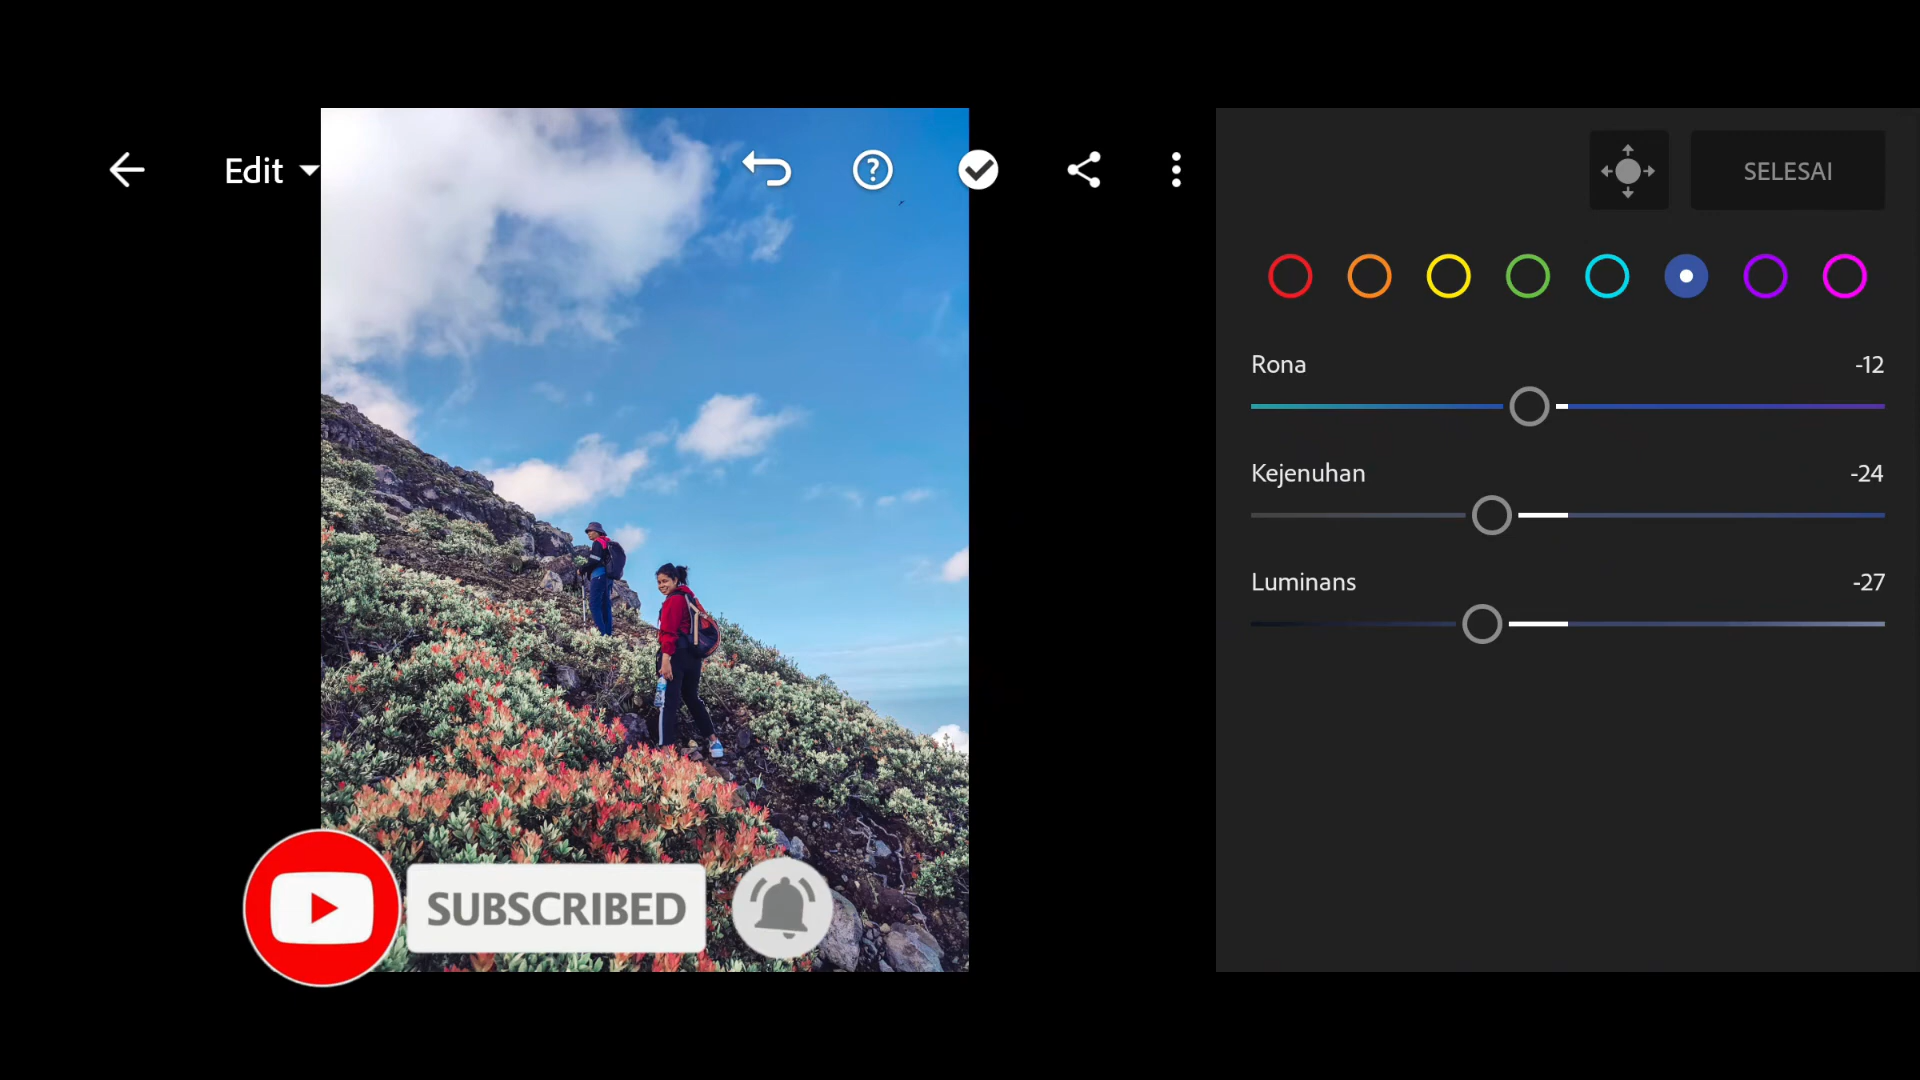 Edit
SELESAI
Rona
-12
Kejenuhan
-24
Luminans
-27
SUBSCRIBED